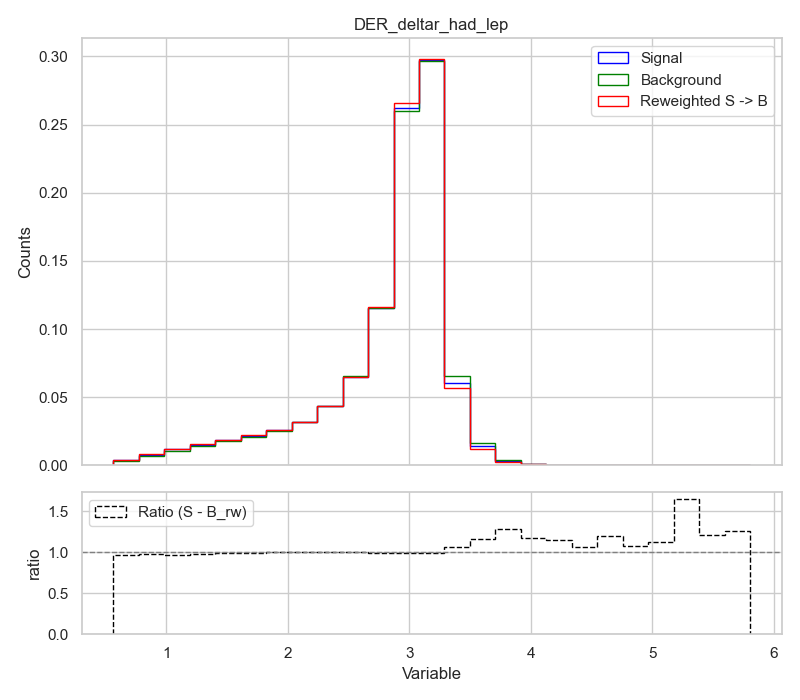 DER_deltar_had_lep
Signal
Background
Reweighted S -> B
Counts
0.30
0.25
0.20
0.15
0.10
0.05
0.00
Ratio (S - B_rw)
ratio
1.5
1.0
0.5
0.0
1 2 3 4 5 6
Variable